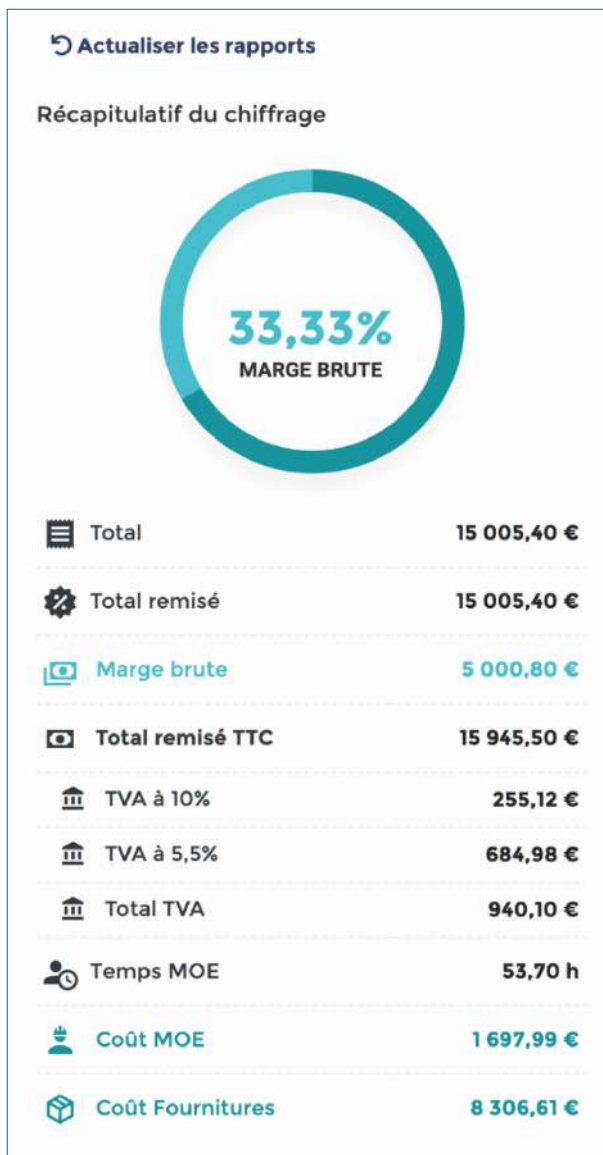 Actualiser les rapports
Récapitulatif du chiffrage
33,33%
MARGE BRUTE
Total 15 005,40 €
Total remisé 15 005,40 €
Marge brute 5 000,80 €
Total remisé TTC 15 945,50 €
TVA à 10% 255,12 €
TVA à 5,5% 684,98 €
Total TVA 940,10 €
Temps MOE 53,70 h
Coût MOE 1 697,99 €
Coût Fournitures 8 306,61 €